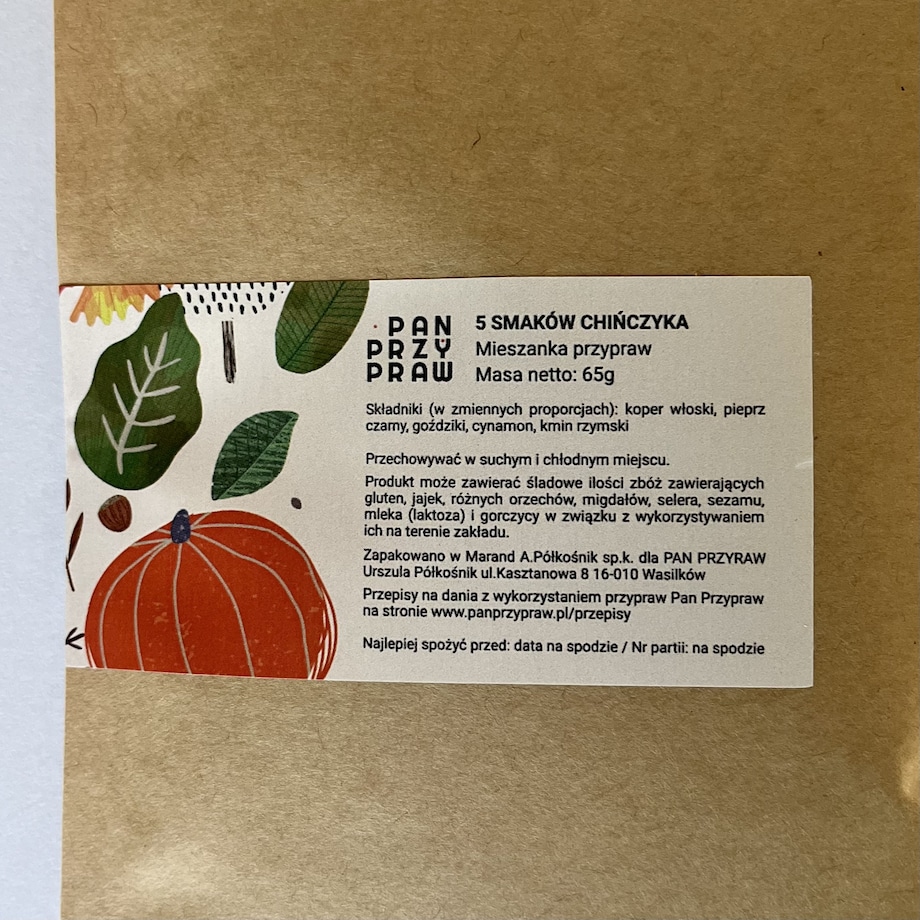 PAN
PRZY
PRAW
5 SMAKÓW CHIŃCZYKA
Mieszanka przypraw
Masa netto: 65g
Składniki (w zmiennych proporcjach): koper włoski, pieprz
czarny, goździki, cynamon, kmin rzymski
Przechowywać w suchym i chłodnym miejscu.
Produkt może zawierać śladowe ilości zbóż zawierających
gluten, jajek, różnych orzechów, migdałów, selera, sezamu,
mleka (laktoza) i gorczycy w związku z wykorzystywaniem
ich na terenie zakładu.
Zapakowano w Marand A.Półkośnik sp.k. dla PAN PRZYRAW
Urszula Półkośnik ul.Kasztanowa 8 16-010 Wasilków
Przepisy na dania z wykorzystaniem przypraw Pan Przypraw
na stronie www.panprzypraw.pl/przepisy
Najlepiej spożyć przed: data na spodzie / Nr partii: na spodzie